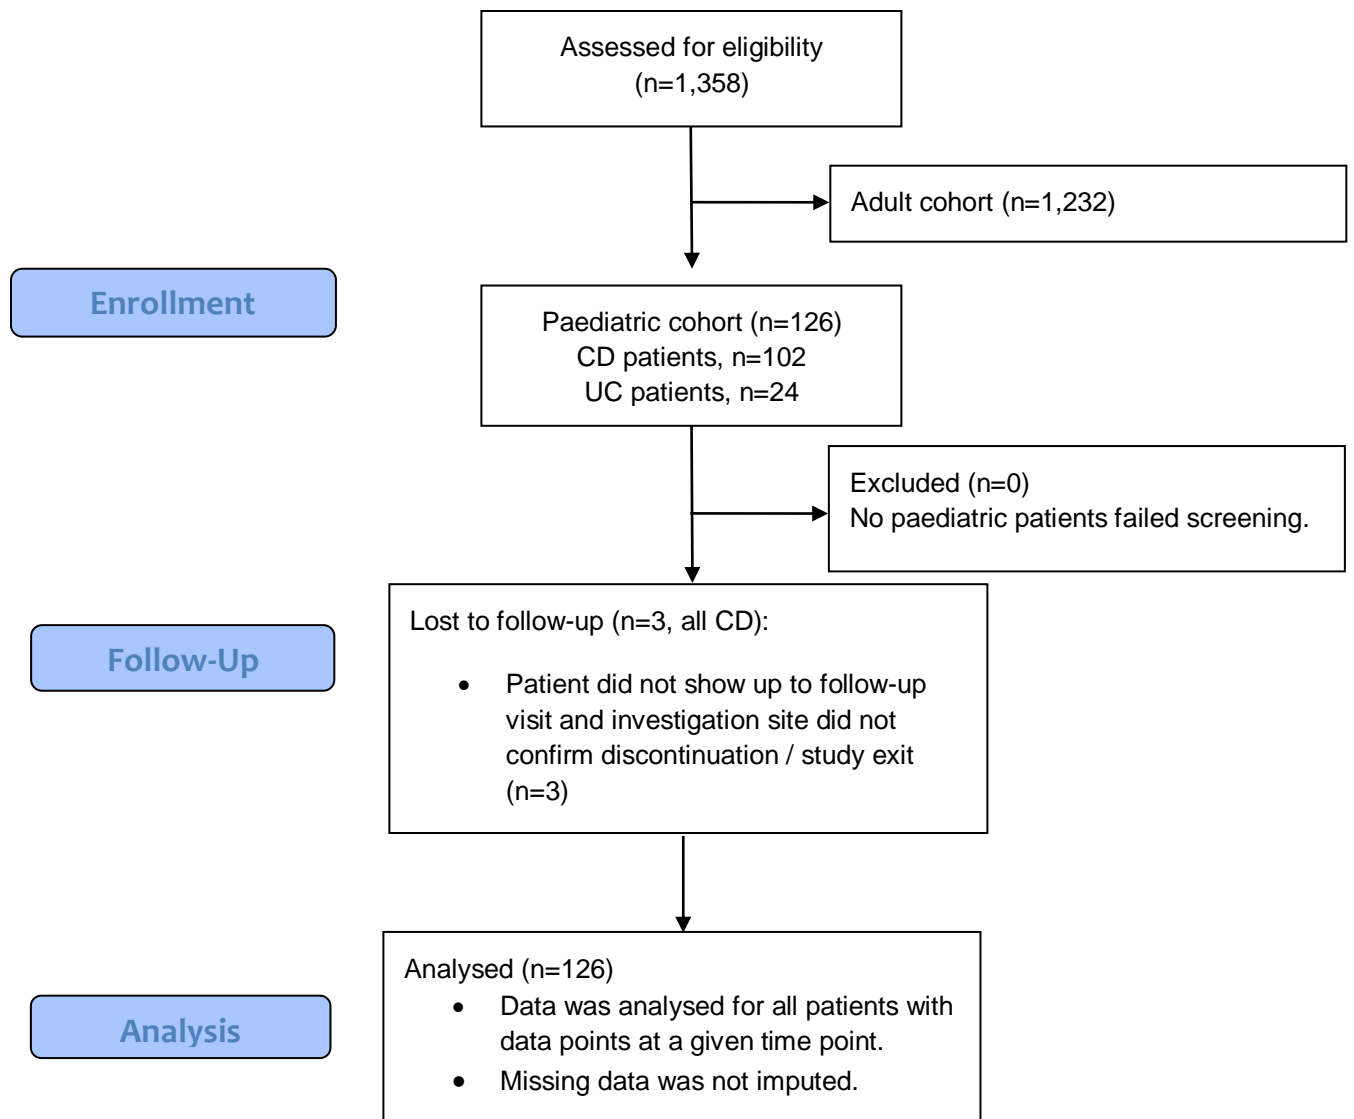 Assessed for eligibility
(n=1,358)
Adult cohort (n=1,232)
Enrollment
Paediatric cohort (n=126)
CD patients, n=102
UC patients, n=24
Excluded (n=0)
No paediatric patients failed screening.
Lost to follow-up (n=3, all CD):
Follow-Up
• Patient did not show up to follow-up
visit and investigation site did not
confirm discontinuation / study exit
(n=3)
Analysed (n=126)
• Data was analysed for all patients with
data points at a given time point.
• Missing data was not imputed.
Analysis